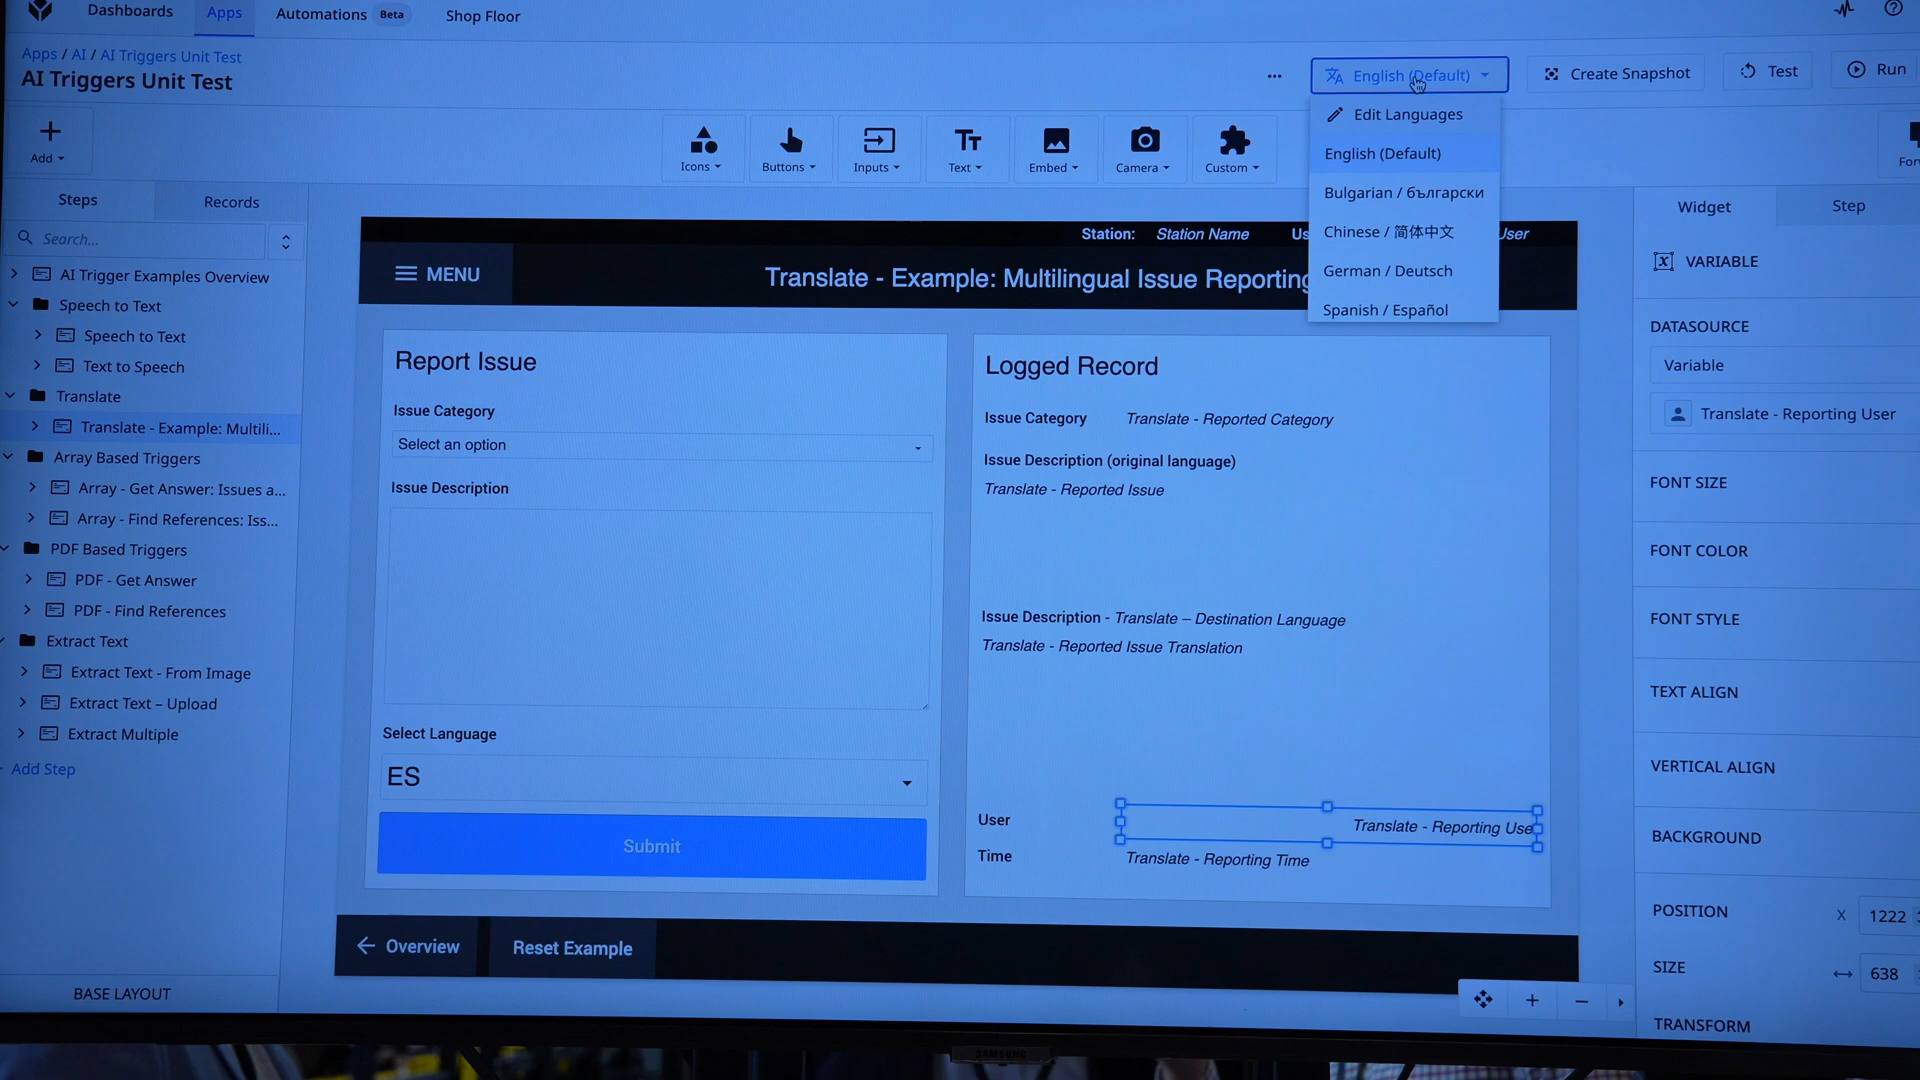 Dashboards
Apps
Automations Beta
Shop Floor
Apps / AI / AI Triggers Unit Test
AI Triggers Unit Test
English (Default)
Create Snapshot
Test
Run
Add
Icons
Buttons
Inputs
Text
Embed
Camera
Custom
Edit Languages
English (Default)
Bulgarian / български
Chinese / 简体中文
German / Deutsch
Spanish / Español
Steps
Records
Search...
AI Trigger Examples Overview
Speech to Text
Speech to Text
Text to Speech
Translate
Translate - Example: Multili...
Array Based Triggers
Array - Get Answer: Issues a...
Array - Find References: Iss...
PDF Based Triggers
PDF - Get Answer
PDF - Find References
Extract Text
Extract Text - From Image
Extract Text – Upload
Extract Multiple
Add Step
BASE LAYOUT
Station: Station Name
Us
User
MENU
Translate - Example: Multilingual Issue Reporting
Report Issue
Issue Category
Select an option
Issue Description
Select Language
ES
Submit
Logged Record
Issue Category Translate - Reported Category
Issue Description (original language)
Translate - Reported Issue
Issue Description - Translate – Destination Language
Translate - Reported Issue Translation
User Translate - Reporting Use
Time Translate - Reporting Time
Overview
Reset Example
Widget
Step
VARIABLE
DATASOURCE
Variable
Translate - Reporting User
FONT SIZE
FONT COLOR
FONT STYLE
TEXT ALIGN
VERTICAL ALIGN
BACKGROUND
POSITION X 1222
SIZE 638
TRANSFORM
SAMSUNG